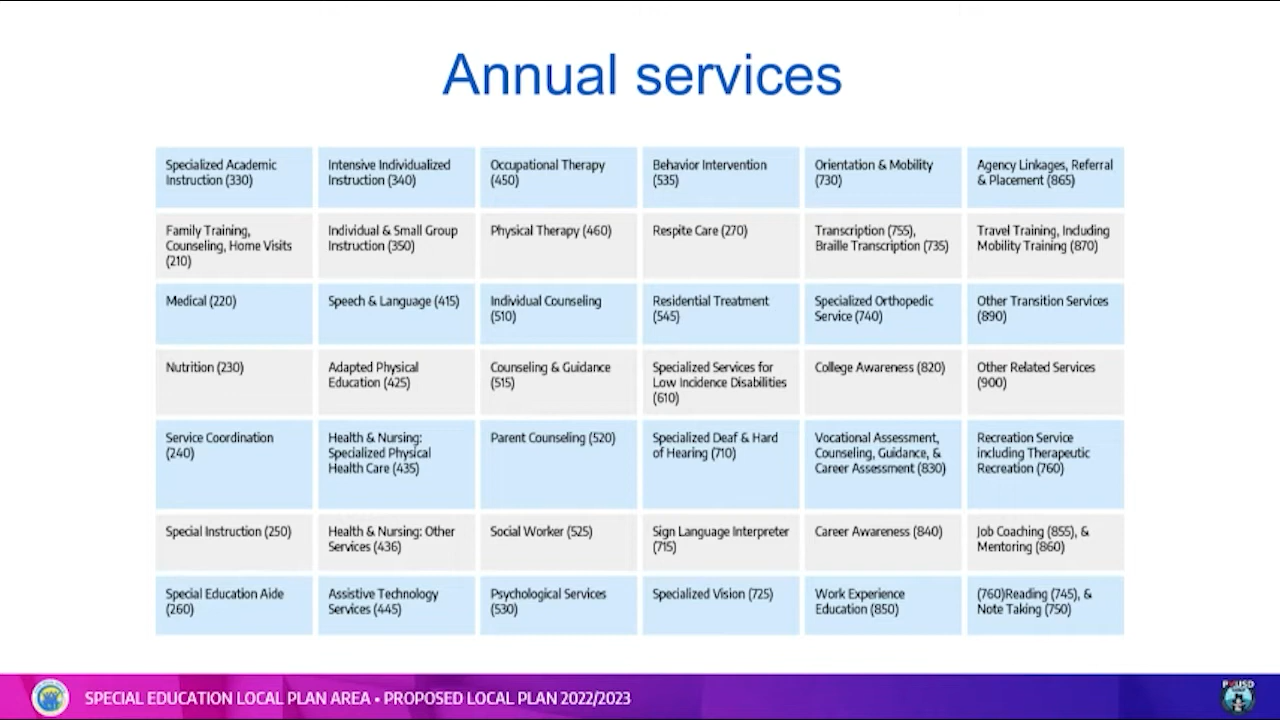 Annual services
Specialized Academic
Instruction (330)
Intensive Individualized
Instruction (340)
Occupational Therapy
(450)
Behavior Intervention
(535)
Orientation & Mobility
(730)
Agency Linkages, Referral
& Placement (865)
Family Training,
Counseling, Home Visits
(210)
Individual & Small Group
Instruction (350)
Physical Therapy (460)
Respite Care (270)
Transcription (755),
Braille Transcription (735)
Travel Training, Including
Mobility Training (870)
Medical (220)
Speech & Language (415)
Individual Counseling
(510)
Residential Treatment
(545)
Specialized Orthopedic
Service (740)
Other Transition Services
(890)
Nutrition (230)
Adapted Physical
Education (425)
Counseling & Guidance
(515)
Specialized Services for
Low Incidence Disabilities
(610)
College Awareness (820)
Other Related Services
(900)
Service Coordination
(240)
Health & Nursing:
Specialized Physical
Health Care (435)
Parent Counseling (520)
Specialized Deaf & Hard
of Hearing (710)
Vocational Assessment,
Counseling, Guidance, &
Career Assessment (830)
Recreation Service
including Therapeutic
Recreation (760)
Special Instruction (250)
Health & Nursing: Other
Services (436)
Social Worker (525)
Sign Language Interpreter
(715)
Career Awareness (840)
Job Coaching (855), &
Mentoring (860)
Special Education Aide
(260)
Assistive Technology
Services (445)
Psychological Services
(530)
Specialized Vision (725)
Work Experience
Education (850)
(760)Reading (745), &
Note Taking (750)
SPECIAL EDUCATION LOCAL PLAN AREA • PROPOSED LOCAL PLAN 2022/2023